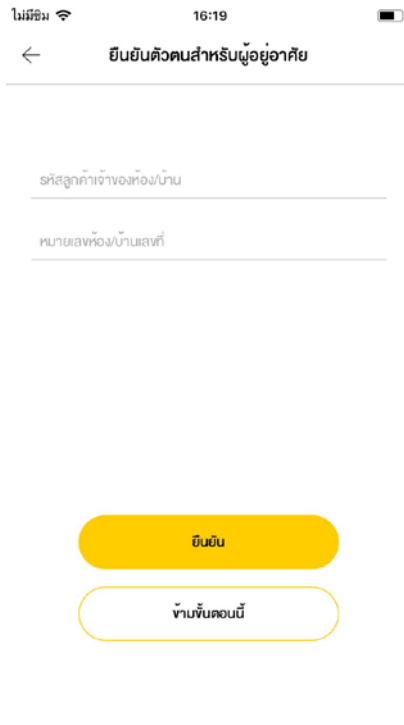 ไม่มีซิม 16:19
ยืนยันตัวตนสำหรับผู้อยู่อาศัย
รหัสลูกค้าเจ้าของห้อง/บ้าน
หมายเลขห้อง/บ้านเลขที่
ยืนยัน
ข้ามขั้นตอนนี้